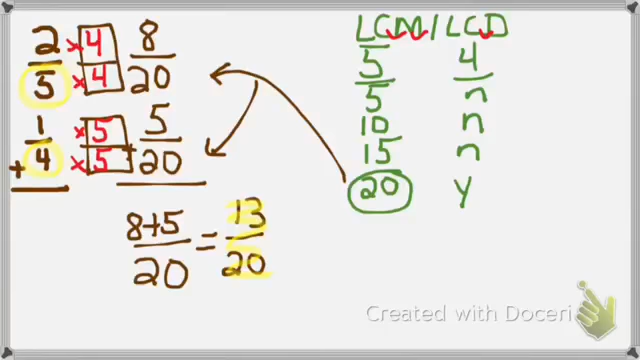 2/5 ×4/×4 8/20
+ 1/4 ×5/×5 + 5/20
8+5/20 = 13/20
LCM/LCD
5 4
5 n
10 n
15 n
20 y
Created with Doceri